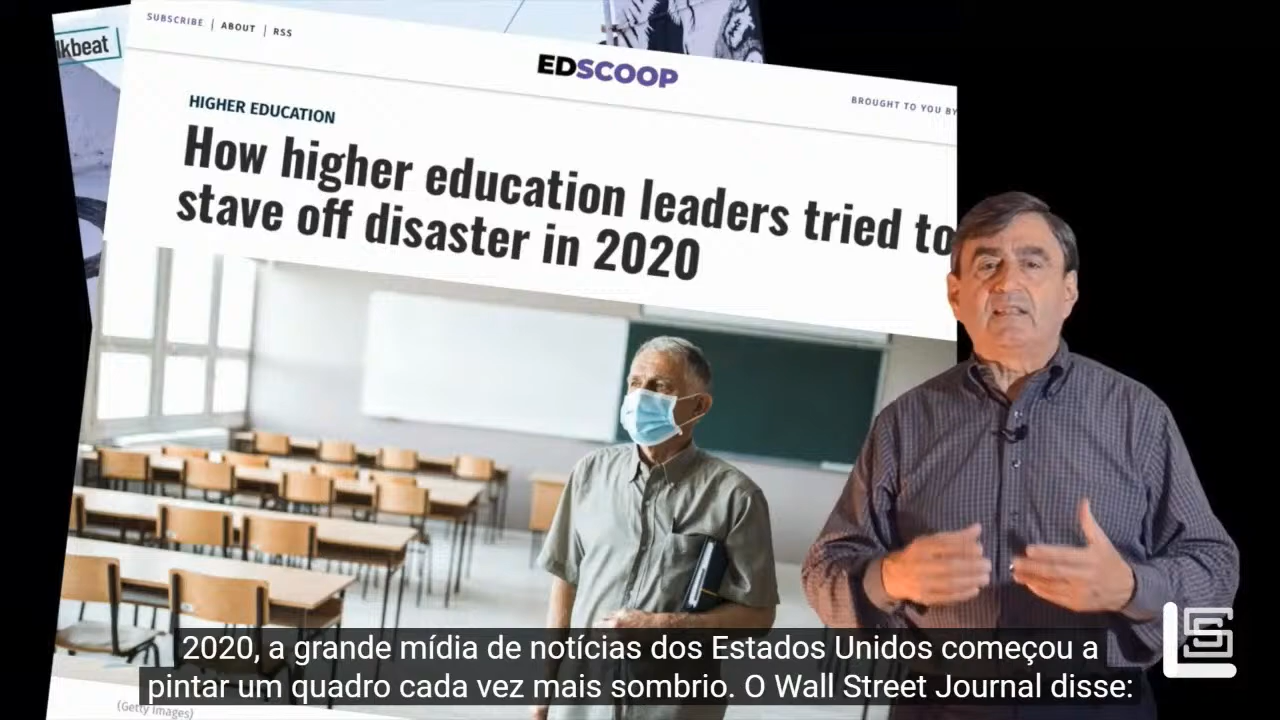 lkbeat
SUBSCRIBE | ABOUT | RSS
EDSCOOP
BROUGHT TO YOU BY
HIGHER EDUCATION
How higher education leaders tried to
stave off disaster in 2020
(Getty Images)
2020, a grande mídia de notícias dos Estados Unidos começou a
pintar um quadro cada vez mais sombrio. O Wall Street Journal disse:
LS